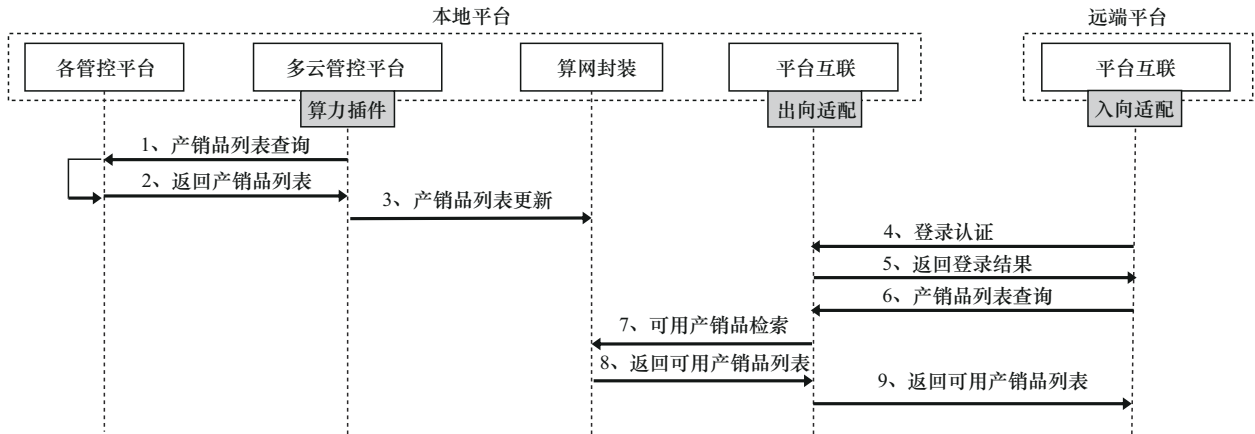 本地平台
远端平台
各管控平台
多云管控平台
算网封装
平台互联
平台互联
算力插件
出向适配
入向适配
1、产销品列表查询
2、返回产销品列表
3、产销品列表更新
4、登录认证
5、返回登录结果
6、产销品列表查询
7、可用产销品检索
8、返回可用产销品列表
9、返回可用产销品列表